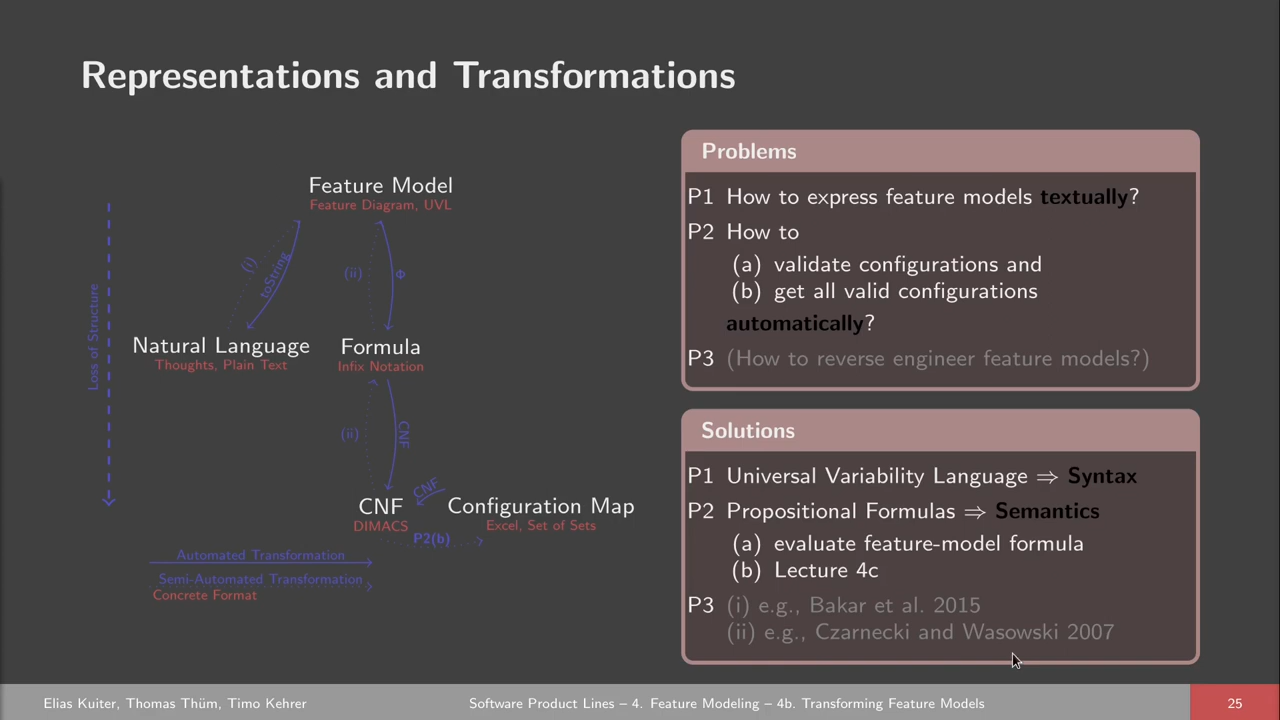 Representations and Transformations
Feature Model
Feature Diagram, UVL
(i)
toString
(ii)
Φ
Loss of Structure
Natural Language
Thoughts, Plain Text
Formula
Infix Notation
(ii)
CNF
CNF
CNF
DIMACS
Configuration Map
Excel, Set of Sets
P2(b)
Automated Transformation
Semi-Automated Transformation
Concrete Format
Problems
P1 How to express feature models textually?
P2 How to
(a) validate configurations and
(b) get all valid configurations
automatically?
P3 (How to reverse engineer feature models?)
Solutions
P1 Universal Variability Language ⇒ Syntax
P2 Propositional Formulas ⇒ Semantics
(a) evaluate feature-model formula
(b) Lecture 4c
P3 (i) e.g., Bakar et al. 2015
(ii) e.g., Czarnecki and Wasowski 2007
Elias Kuiter, Thomas Thüm, Timo Kehrer
Software Product Lines – 4. Feature Modeling – 4b. Transforming Feature Models
25